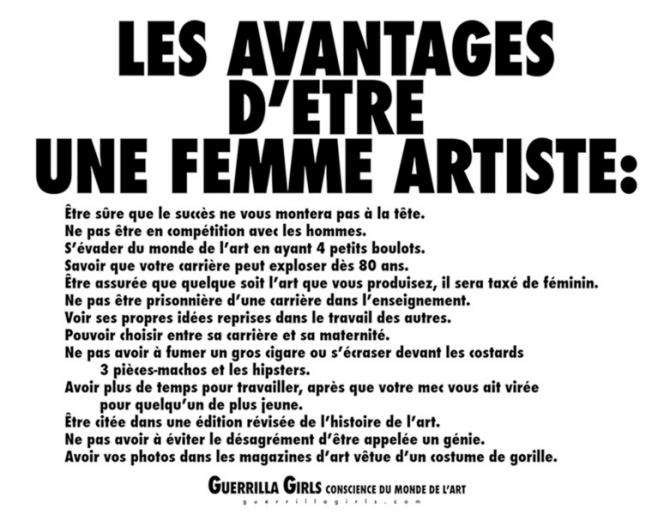 LES AVANTAGES
D'ETRE
UNE FEMME ARTISTE:
Être sûre que le succès ne vous montera pas à la tête.
Ne pas être en compétition avec les hommes.
S'évader du monde de l'art en ayant 4 petits boulots.
Savoir que votre carrière peut exploser dès 80 ans.
Être assurée que quelque soit l'art que vous produisez, il sera taxé de féminin.
Ne pas être prisonnière d'une carrière dans l'enseignement.
Voir ses propres idées reprises dans le travail des autres.
Pouvoir choisir entre sa carrière et sa maternité.
Ne pas avoir à fumer un gros cigare ou s'écraser devant les costards
3 pièces-machos et les hipsters.
Avoir plus de temps pour travailler, après que votre mec vous ait virée
pour quelqu'un de plus jeune.
Être citée dans une édition révisée de l'histoire de l'art.
Ne pas avoir à éviter le désagrément d'être appelée un génie.
Avoir vos photos dans les magazines d'art vêtue d'un costume de gorille.
GUERRILLA GIRLS CONSCIENCE DU MONDE DE L'ART
guerrillagirls.com